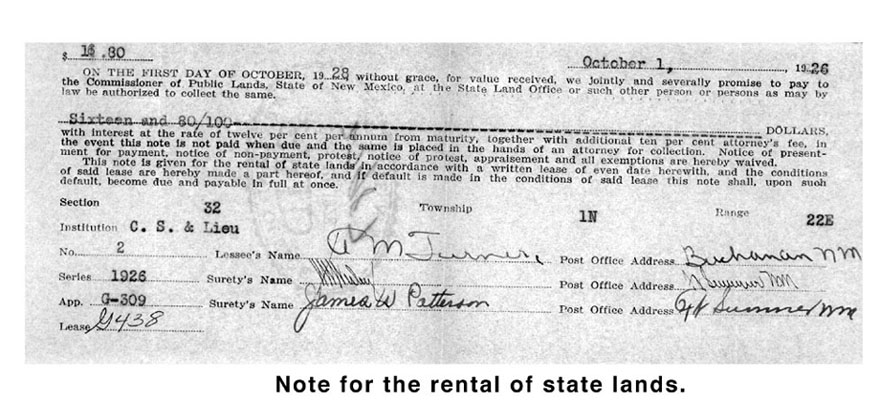 $ 16.80
October 1, 1926
ON THE FIRST DAY OF OCTOBER, 1928 without grace, for value received, we jointly and severally promise to pay to
the Commissioner of Public Lands, State of New Mexico, at the State Land Office or such other person or persons as may by
law be authorized to collect the same.
Sixteen and 80/100 DOLLARS,
with interest at the rate of twelve per cent per annum from maturity, together with additional ten per cent attorney's fee, in
the event this note is not paid when due and the same is placed in the hands of an attorney for collection. Notice of present-
ment for payment, notice of non-payment, protest, notice of protest, appraisement and all exemptions are hereby waived.
This note is given for the rental of state lands in accordance with a written lease of even date herewith, and the conditions
of said lease are hereby made a part hereof, and if default is made in the conditions of said lease this note shall, upon such
default, become due and payable in full at once.
Section 32 Township 1N Range 22E
Institution C. S. & Lieu
No. 2 Lessee's Name A M Turner, Post Office Address Buchanan NM
Series 1926 Surety's Name Post Office Address Ft Sumner NM
App. G-309 Surety's Name James W Patterson Post Office Address Ft Sumner NM
Lease G438
Note for the rental of state lands.